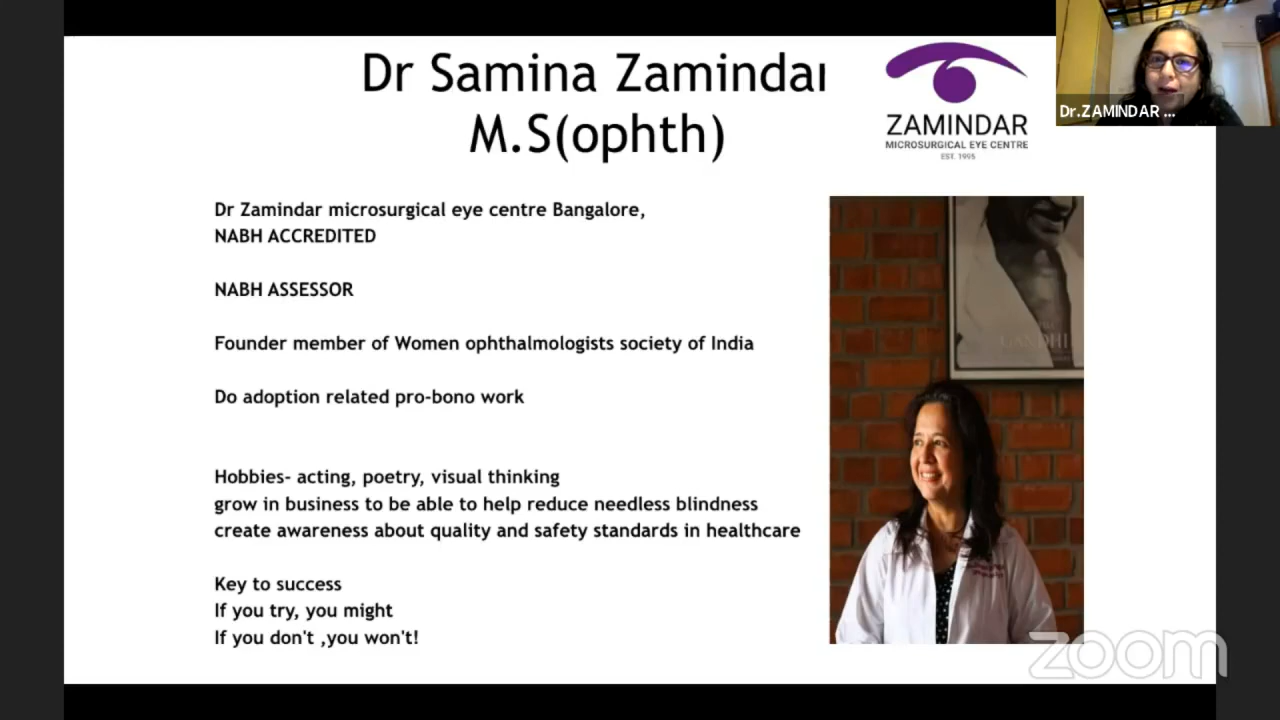 Dr Samina Zamindar
M.S(ophth)
ZAMINDAR
MICROSURGICAL EYE CENTRE
EST. 1995
Dr.ZAMINDAR ...
Dr Zamindar microsurgical eye centre Bangalore,
NABH ACCREDITED
NABH ASSESSOR
Founder member of Women ophthalmologists society of India
Do adoption related pro-bono work
Hobbies- acting, poetry, visual thinking
grow in business to be able to help reduce needless blindness
create awareness about quality and safety standards in healthcare
Key to success
If you try, you might
If you don't ,you won't!
GANDHI
zoom